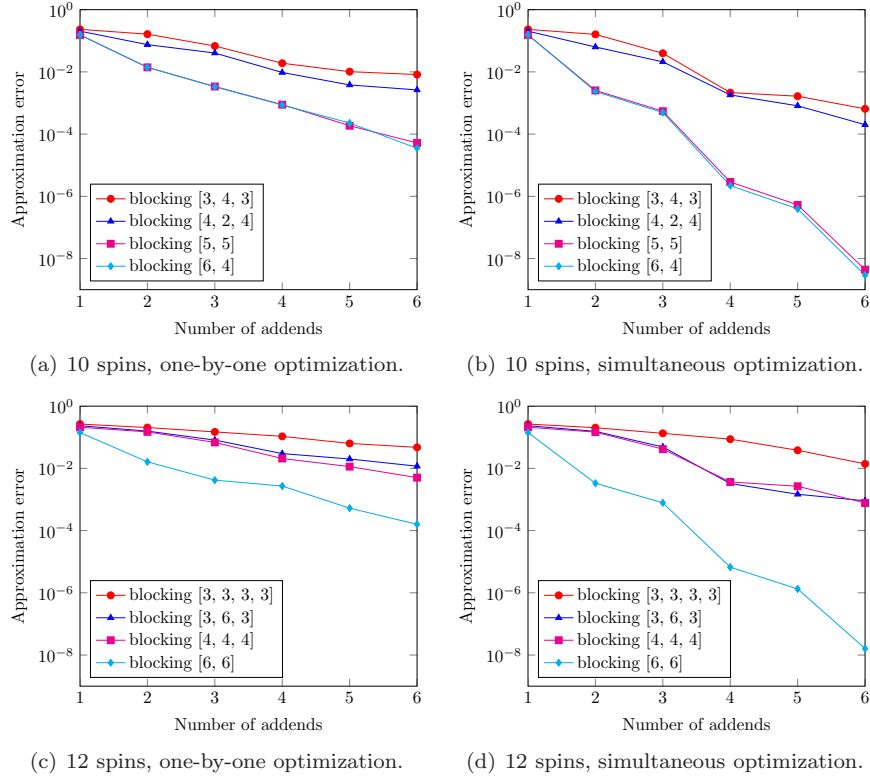 10^0
10^−2
10^−4
10^−6
10^−8
Approximation error
blocking [3, 4, 3]
blocking [4, 2, 4]
blocking [5, 5]
blocking [6, 4]
1 2 3 4 5 6
Number of addends
(a) 10 spins, one-by-one optimization.
10^0
10^−2
10^−4
10^−6
10^−8
Approximation error
blocking [3, 4, 3]
blocking [4, 2, 4]
blocking [5, 5]
blocking [6, 4]
1 2 3 4 5 6
Number of addends
(b) 10 spins, simultaneous optimization.
10^0
10^−2
10^−4
10^−6
10^−8
Approximation error
blocking [3, 3, 3, 3]
blocking [3, 6, 3]
blocking [4, 4, 4]
blocking [6, 6]
1 2 3 4 5 6
Number of addends
(c) 12 spins, one-by-one optimization.
10^0
10^−2
10^−4
10^−6
10^−8
Approximation error
blocking [3, 3, 3, 3]
blocking [3, 6, 3]
blocking [4, 4, 4]
blocking [6, 6]
1 2 3 4 5 6
Number of addends
(d) 12 spins, simultaneous optimization.